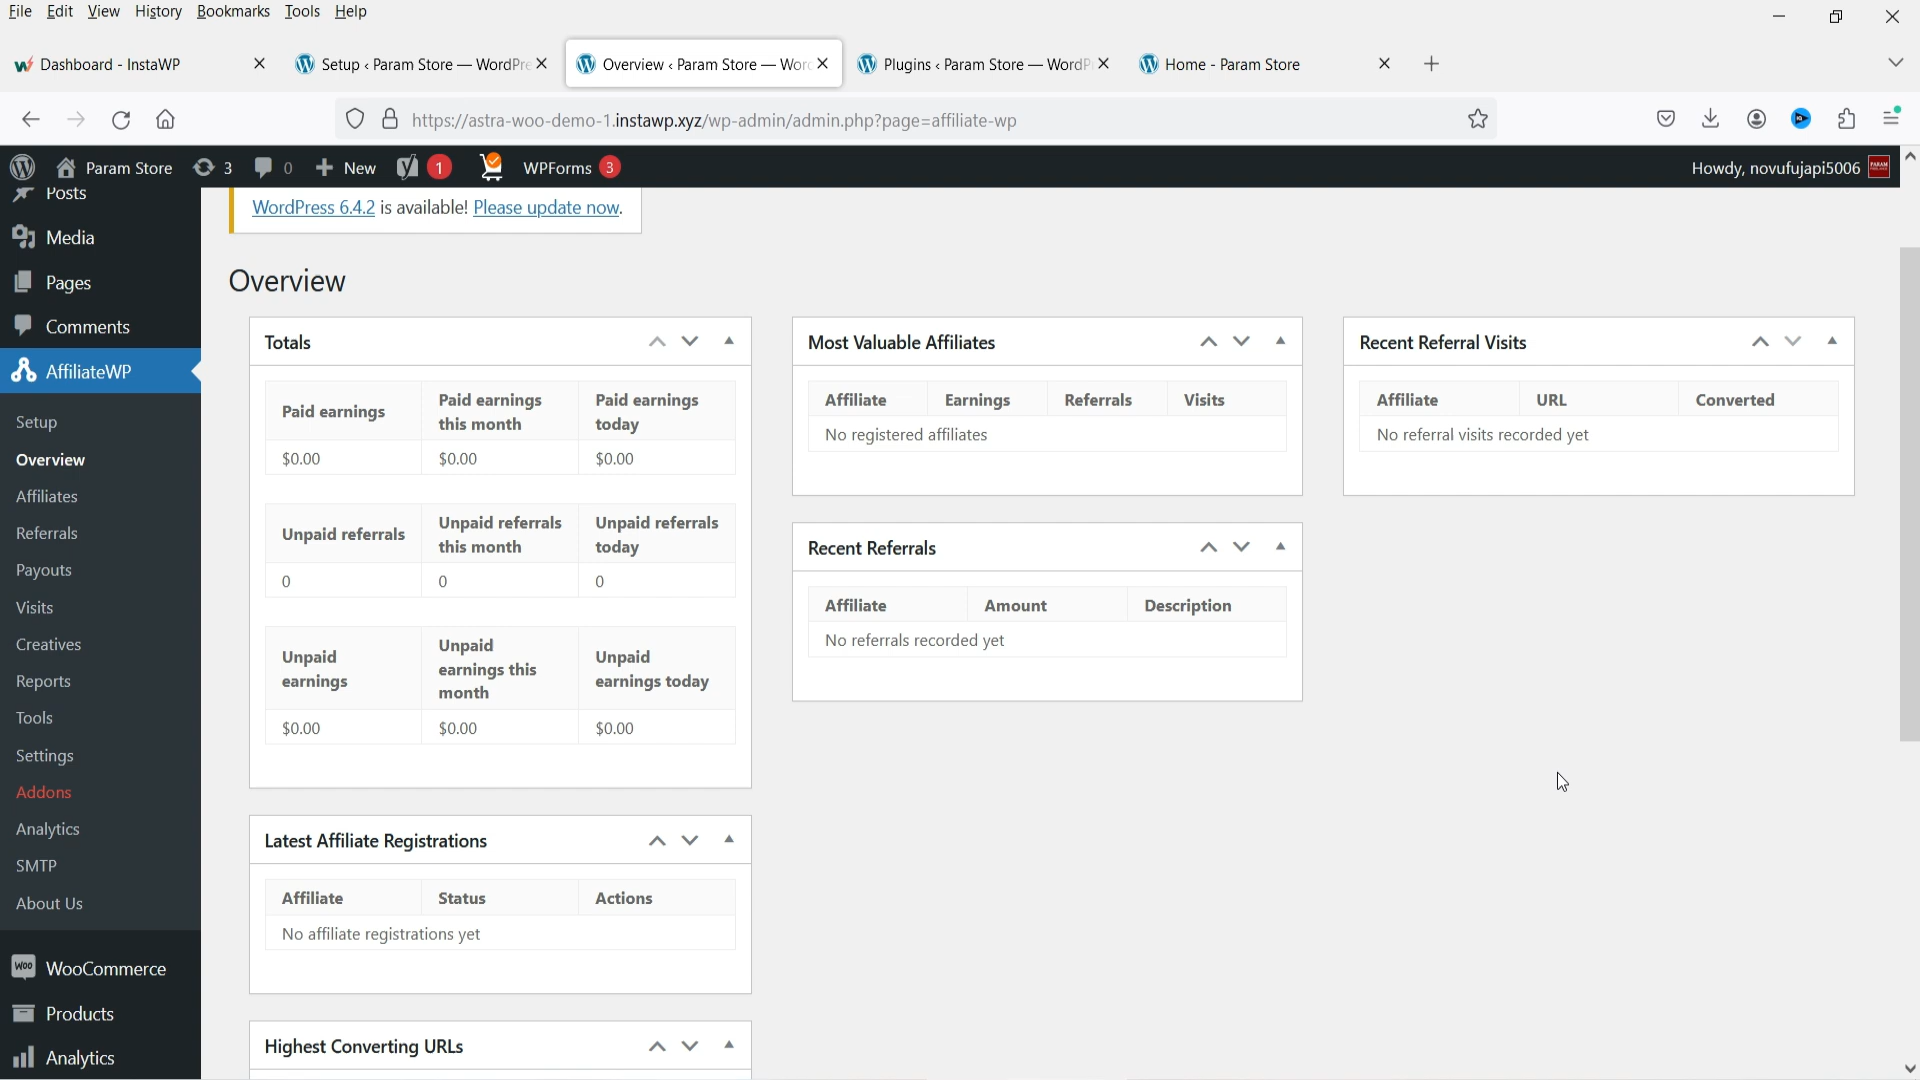 File Edit View History Bookmarks Tools Help
Dashboard - InstaWP
Setup ‹ Param Store — WordPre
Overview ‹ Param Store — Word
Plugins ‹ Param Store — WordP
Home - Param Store
https://astra-woo-demo-1.instawp.xyz/wp-admin/admin.php?page=affiliate-wp
Param Store 3 0 New 1 WPForms 3
Howdy, novufujapi5006
Posts
Media
Pages
Comments
AffiliateWP
Setup
Overview
Affiliates
Referrals
Payouts
Visits
Creatives
Reports
Tools
Settings
Addons
Analytics
SMTP
About Us
WooCommerce
Products
Analytics
WordPress 6.4.2 is available! Please update now.
Overview
Totals
Paid earnings
Paid earnings this month
Paid earnings today
$0.00 $0.00 $0.00
Unpaid referrals
Unpaid referrals this month
Unpaid referrals today
0 0 0
Unpaid earnings
Unpaid earnings this month
Unpaid earnings today
$0.00 $0.00 $0.00
Latest Affiliate Registrations
Affiliate Status Actions
No affiliate registrations yet
Highest Converting URLs
Most Valuable Affiliates
Affiliate Earnings Referrals Visits
No registered affiliates
Recent Referrals
Affiliate Amount Description
No referrals recorded yet
Recent Referral Visits
Affiliate URL Converted
No referral visits recorded yet